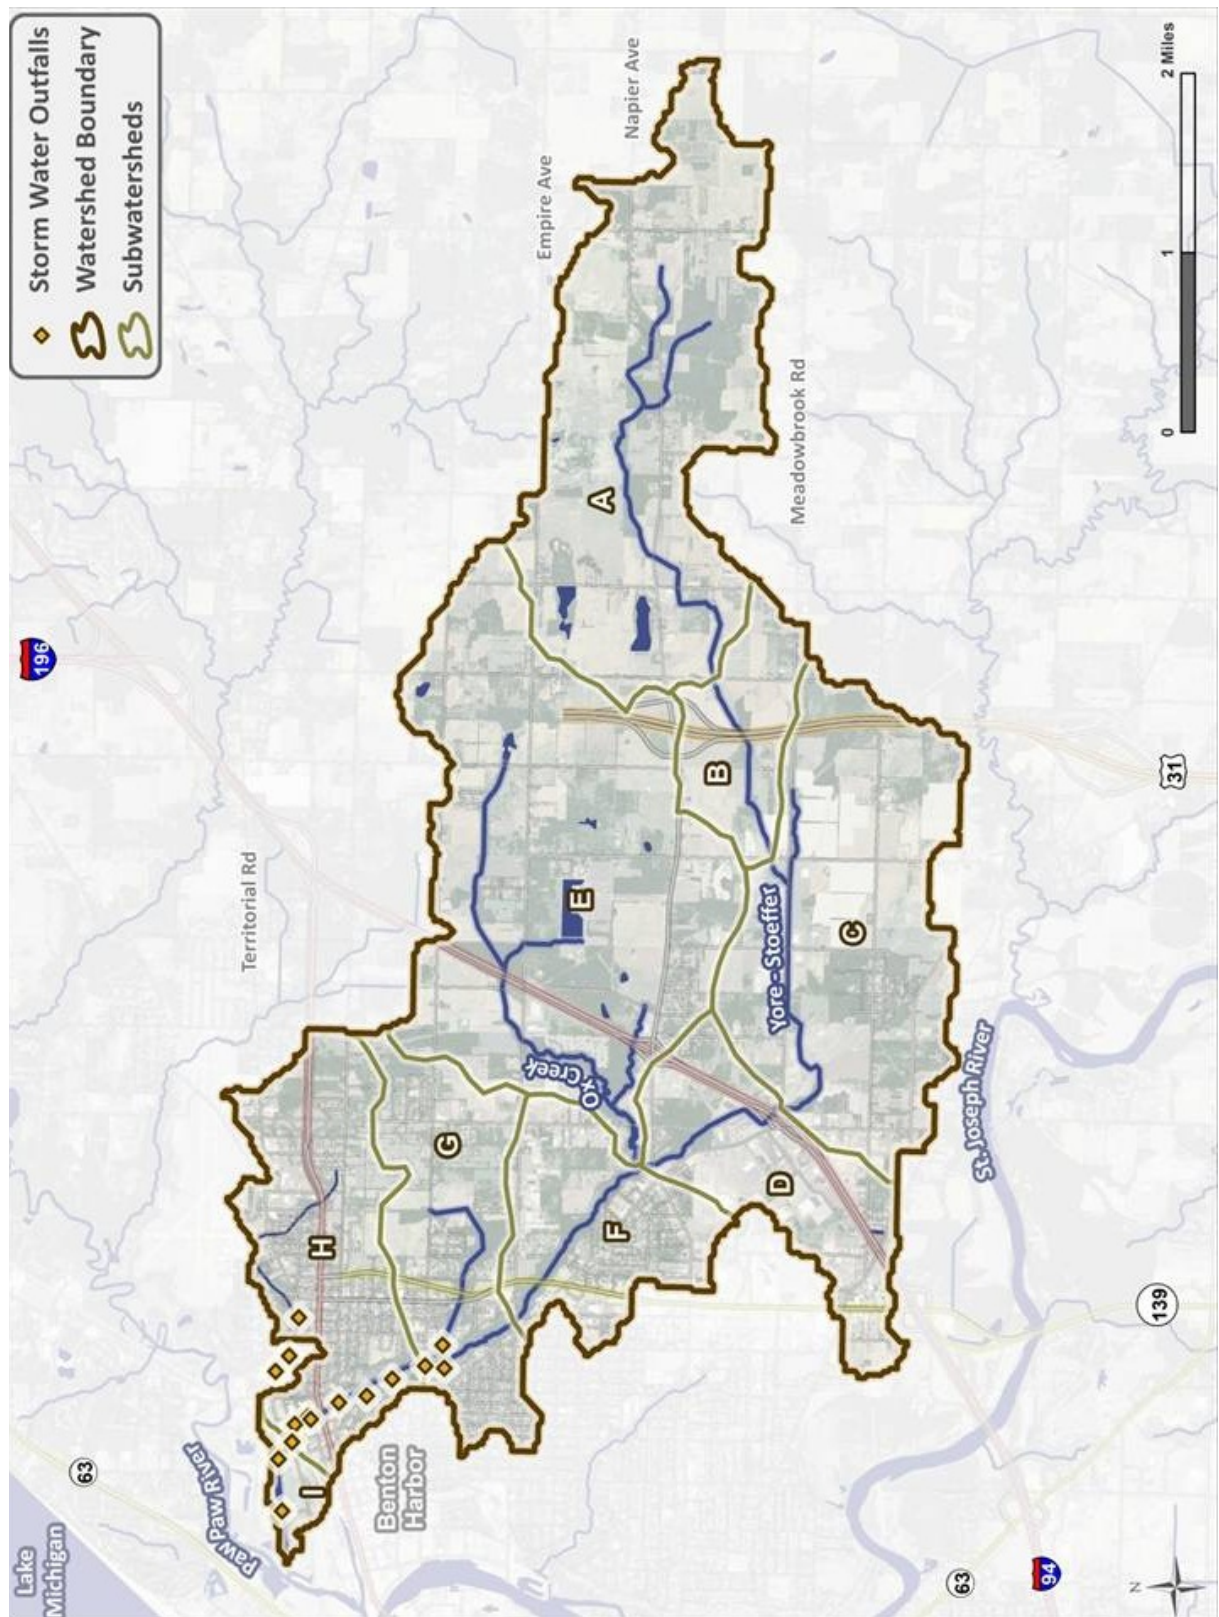 Storm Water Outfalls
Watershed Boundary
Subwatersheds
Lake
Michigan
63
Paw Paw River
Benton
Harbor
I
H
G
F
D
E
B
C
A
Territorial Rd
196
Empire Ave
Napier Ave
Meadowbrook Rd
Ox Creek
Yore - Stoeffer
St. Joseph River
31
139
63
94
N
0
1
2 Miles